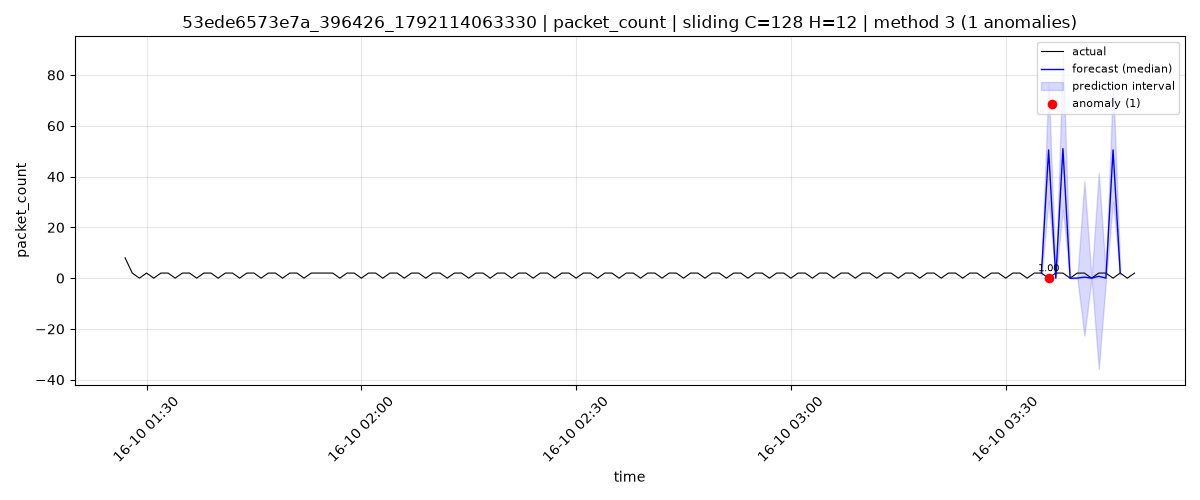 53ede6573e7a_396426_1792114063330 | packet_count | sliding C=128 H=12 | method 3 (1 anomalies)
actual
forecast (median)
prediction interval
anomaly (1)
packet_count
80
60
40
20
0
−20
−40
1.00
16-10 01:30
16-10 02:00
16-10 02:30
16-10 03:00
16-10 03:30
time